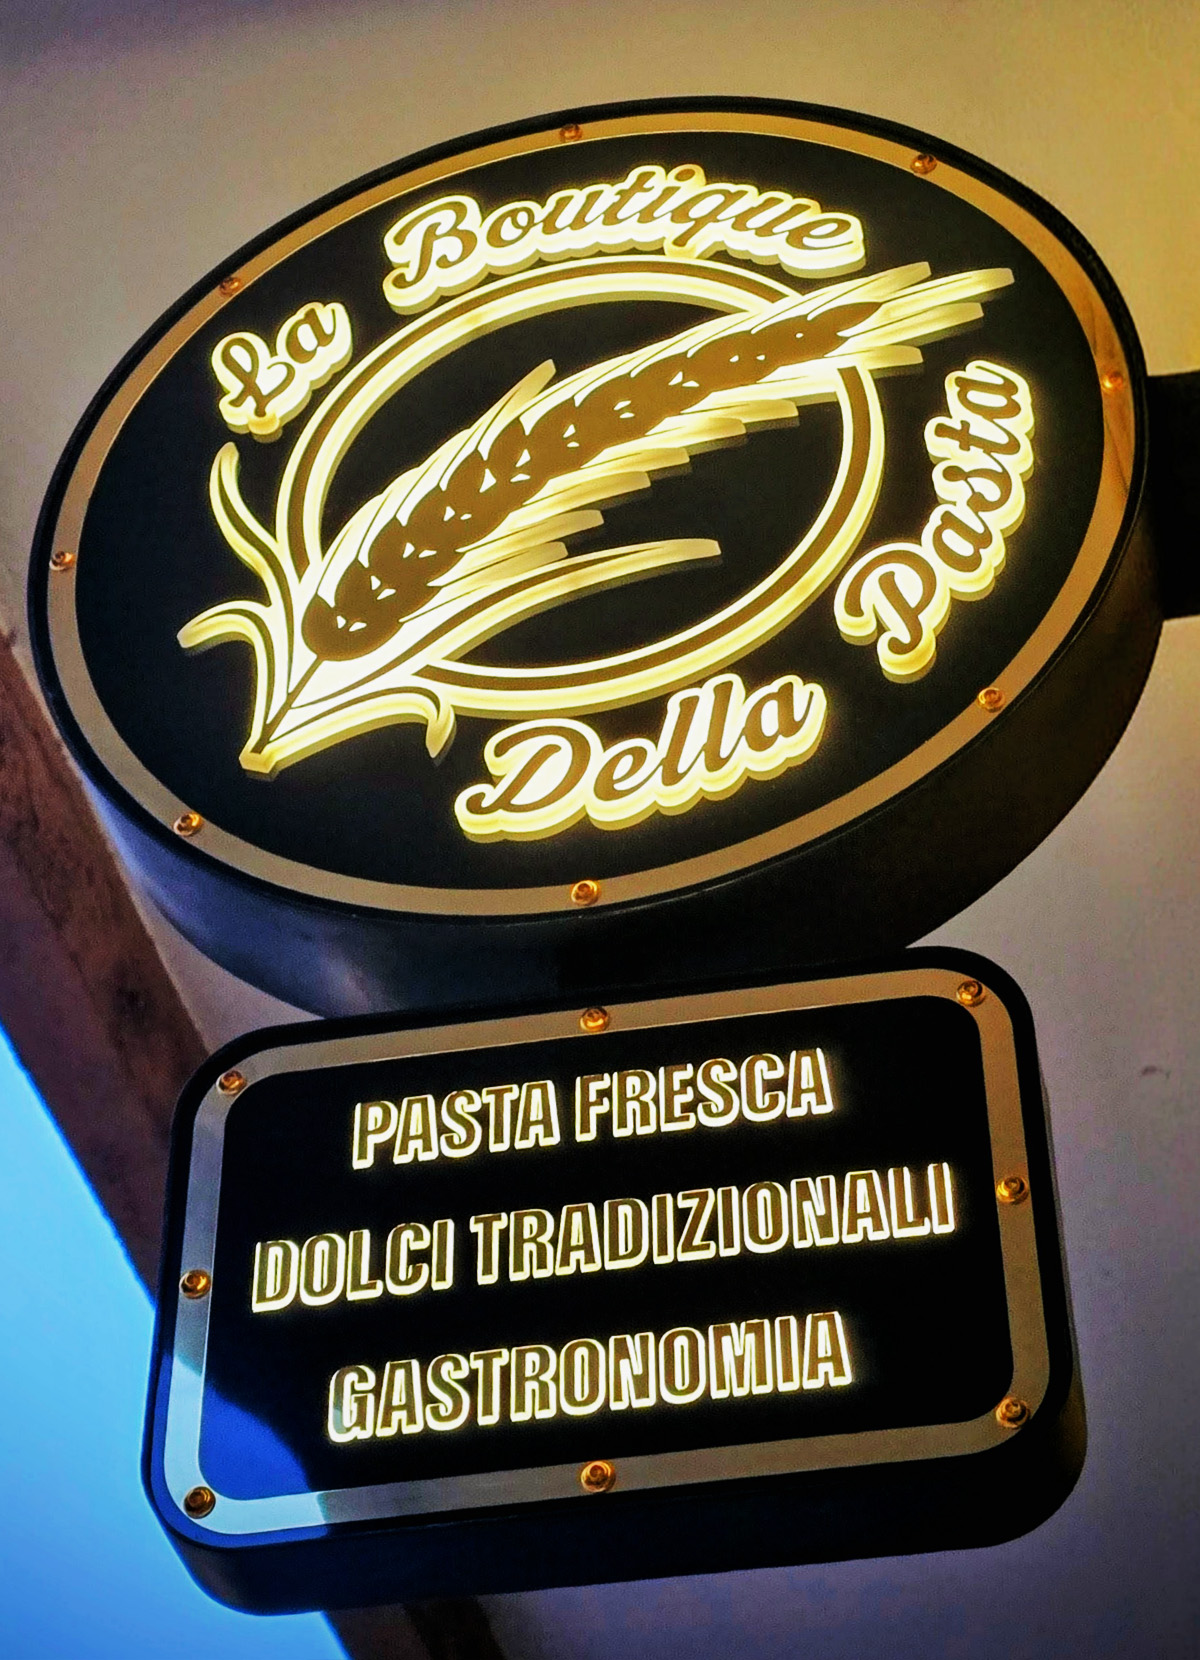 La Boutique
Della Pasta
PASTA FRESCA
DOLCI TRADIZIONALI
GASTRONOMIA